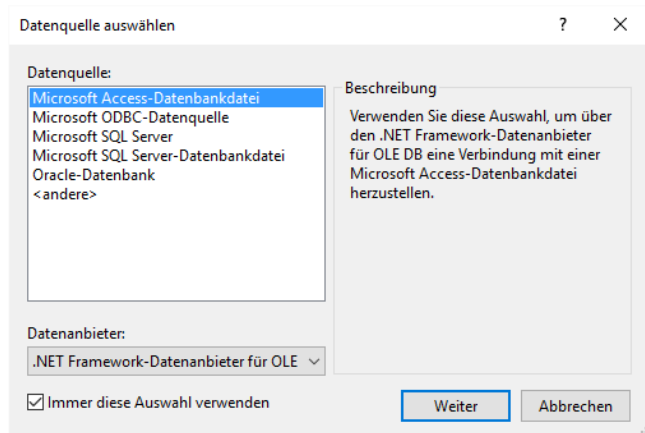 Datenquelle auswählen
?
Datenquelle:
Microsoft Access-Datenbankdatei
Microsoft ODBC-Datenquelle
Microsoft SQL Server
Microsoft SQL Server-Datenbankdatei
Oracle-Datenbank
<andere>
Beschreibung
Verwenden Sie diese Auswahl, um über
den .NET Framework-Datenanbieter
für OLE DB eine Verbindung mit einer
Microsoft Access-Datenbankdatei
herzustellen.
Datenanbieter:
.NET Framework-Datenanbieter für OLE
Immer diese Auswahl verwenden
Weiter
Abbrechen